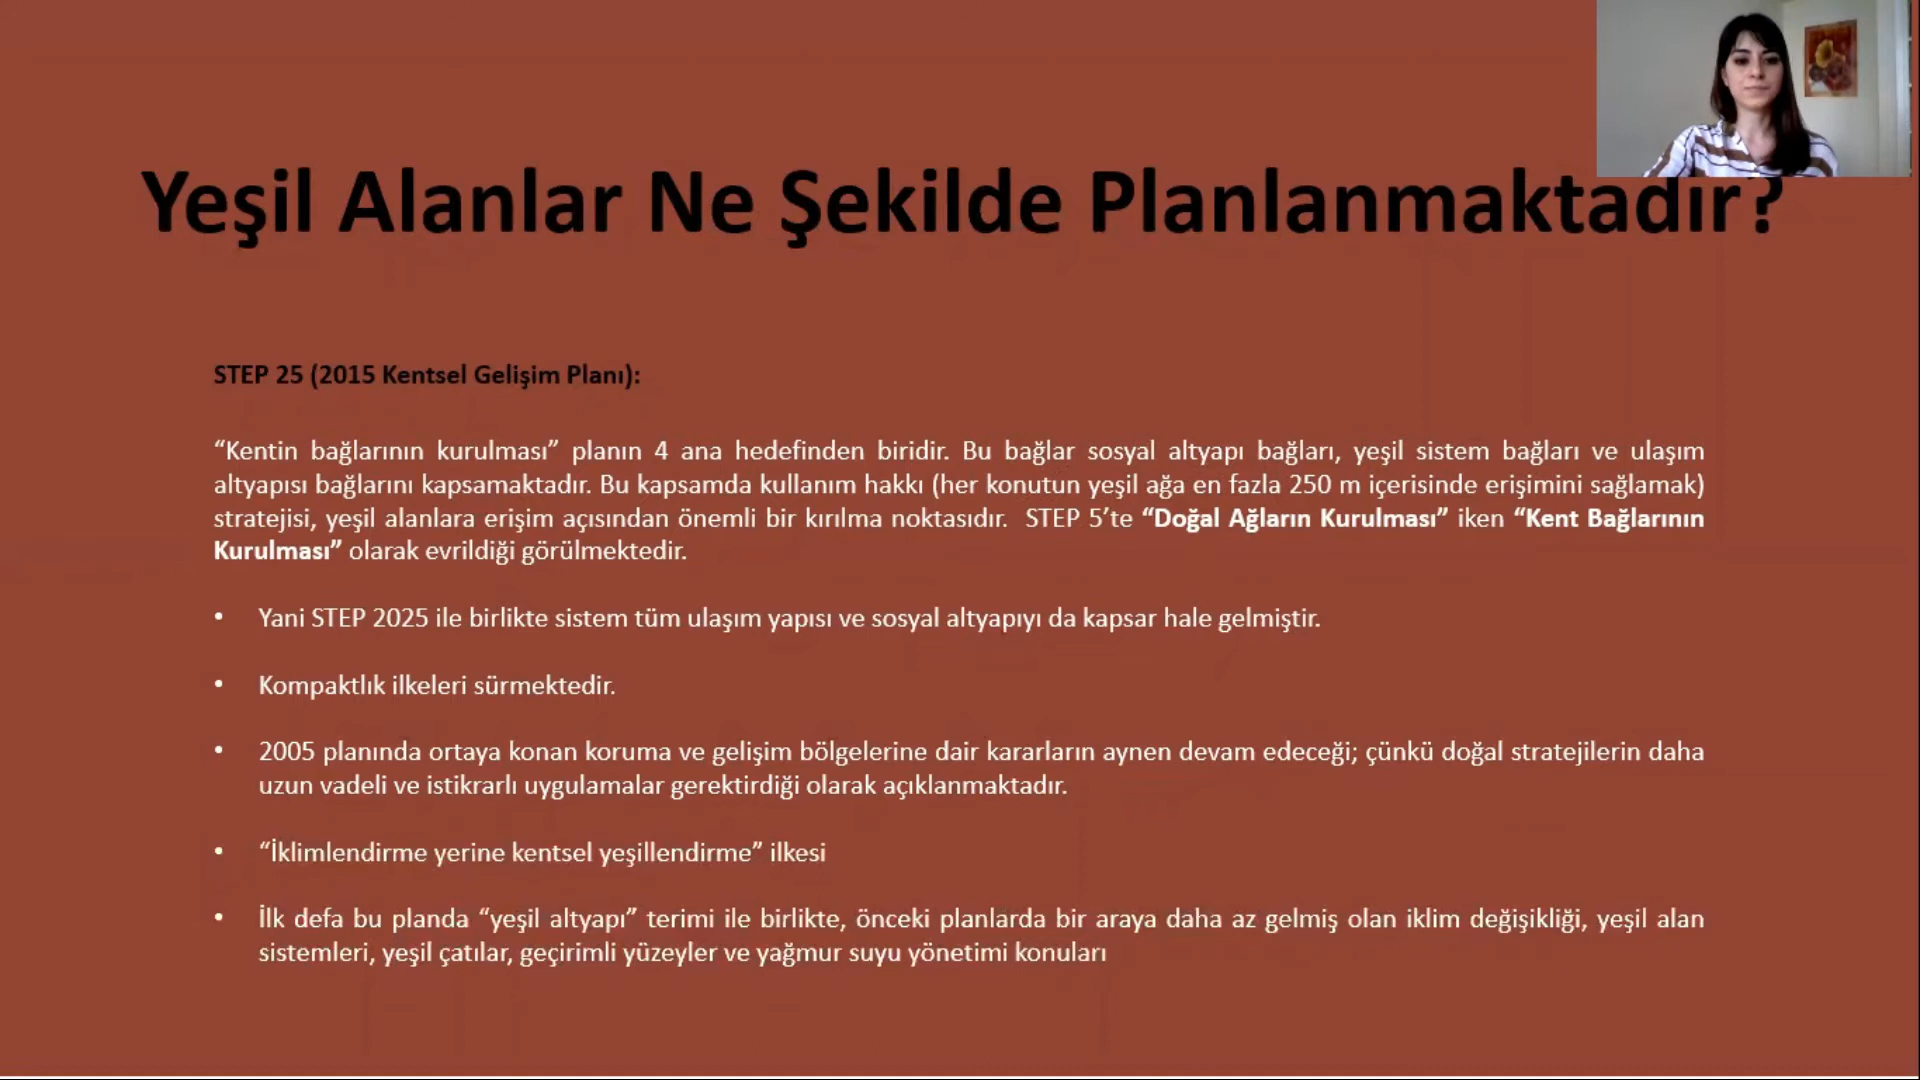 Yeşil Alanlar Ne Şekilde Planlanmaktadır?
STEP 25 (2015 Kentsel Gelişim Planı):
“Kentin bağlarının kurulması” planın 4 ana hedefinden biridir. Bu bağlar sosyal altyapı bağları, yeşil sistem bağları ve ulaşım
altyapısı bağlarını kapsamaktadır. Bu kapsamda kullanım hakkı (her konutun yeşil ağa en fazla 250 m içerisinde erişimini sağlamak)
stratejisi, yeşil alanlara erişim açısından önemli bir kırılma noktasıdır. STEP 5’te “Doğal Ağların Kurulması” iken “Kent Bağlarının
Kurulması” olarak evrildiği görülmektedir.
• Yani STEP 2025 ile birlikte sistem tüm ulaşım yapısı ve sosyal altyapıyı da kapsar hale gelmiştir.
• Kompaktlık ilkeleri sürmektedir.
• 2005 planında ortaya konan koruma ve gelişim bölgelerine dair kararların aynen devam edeceği; çünkü doğal stratejilerin daha
uzun vadeli ve istikrarlı uygulamalar gerektirdiği olarak açıklanmaktadır.
• “İklimlendirme yerine kentsel yeşillendirme” ilkesi
• İlk defa bu planda “yeşil altyapı” terimi ile birlikte, önceki planlarda bir araya daha az gelmiş olan iklim değişikliği, yeşil alan
sistemleri, yeşil çatılar, geçirimli yüzeyler ve yağmur suyu yönetimi konuları